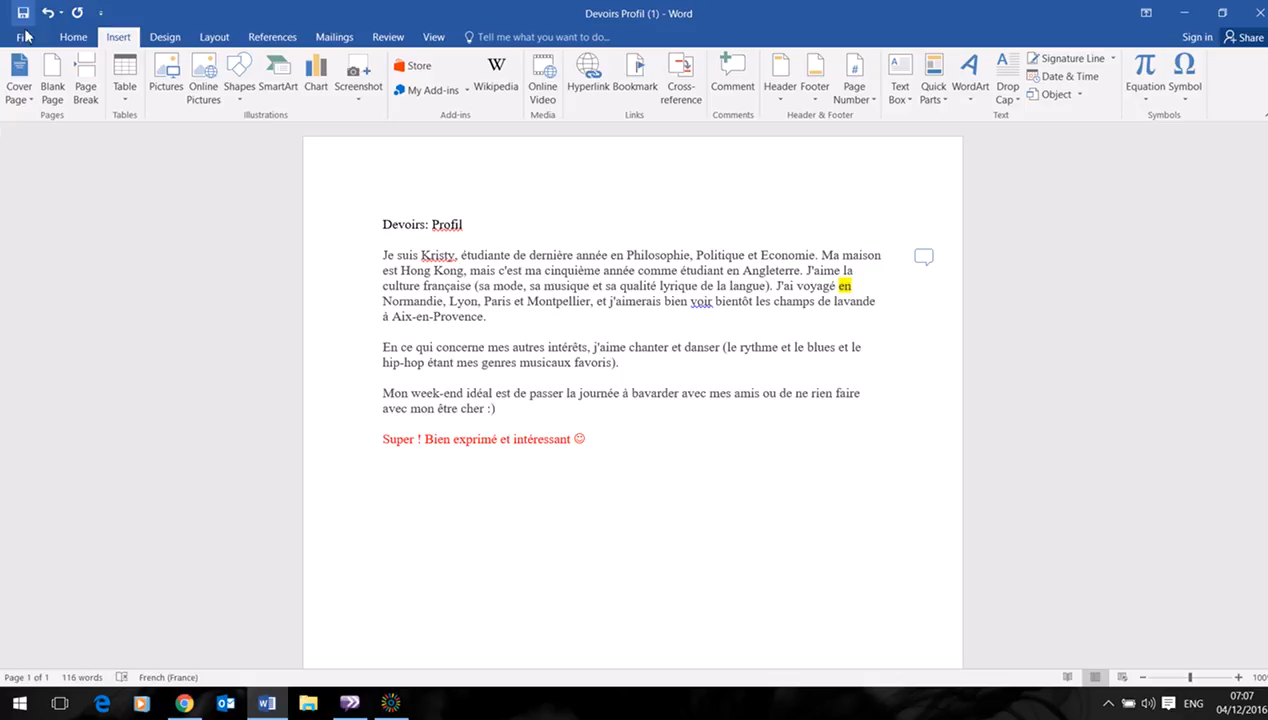 Devoirs Profil (1) - Word
Home Insert Design Layout References Mailings Review View Tell me what you want to do... Sign in Share
Cover Page Blank Page Page Break Table Pictures Online Pictures Shapes SmartArt Chart Screenshot Store My Add-ins W Wikipedia Online Video Hyperlink Bookmark Cross-reference Comment Header Footer Page Number Text Box Quick Parts WordArt Drop Cap Signature Line Date & Time Object Equation Symbol
Pages Tables Illustrations Add-ins Media Links Comments Header & Footer Text Symbols
Devoirs: Profil
Je suis Kristy, étudiante de dernière année en Philosophie, Politique et Economie. Ma maison
est Hong Kong, mais c'est ma cinquième année comme étudiant en Angleterre. J'aime la
culture française (sa mode, sa musique et sa qualité lyrique de la langue). J'ai voyagé en
Normandie, Lyon, Paris et Montpellier, et j'aimerais bien voir bientôt les champs de lavande
à Aix-en-Provence.
En ce qui concerne mes autres intérêts, j'aime chanter et danser (le rythme et le blues et le
hip-hop étant mes genres musicaux favoris).
Mon week-end idéal est de passer la journée à bavarder avec mes amis ou de ne rien faire
avec mon être cher :)
Super ! Bien exprimé et intéressant ☺
Page 1 of 1 116 words French (France) 100
ENG 07:07
04/12/2016